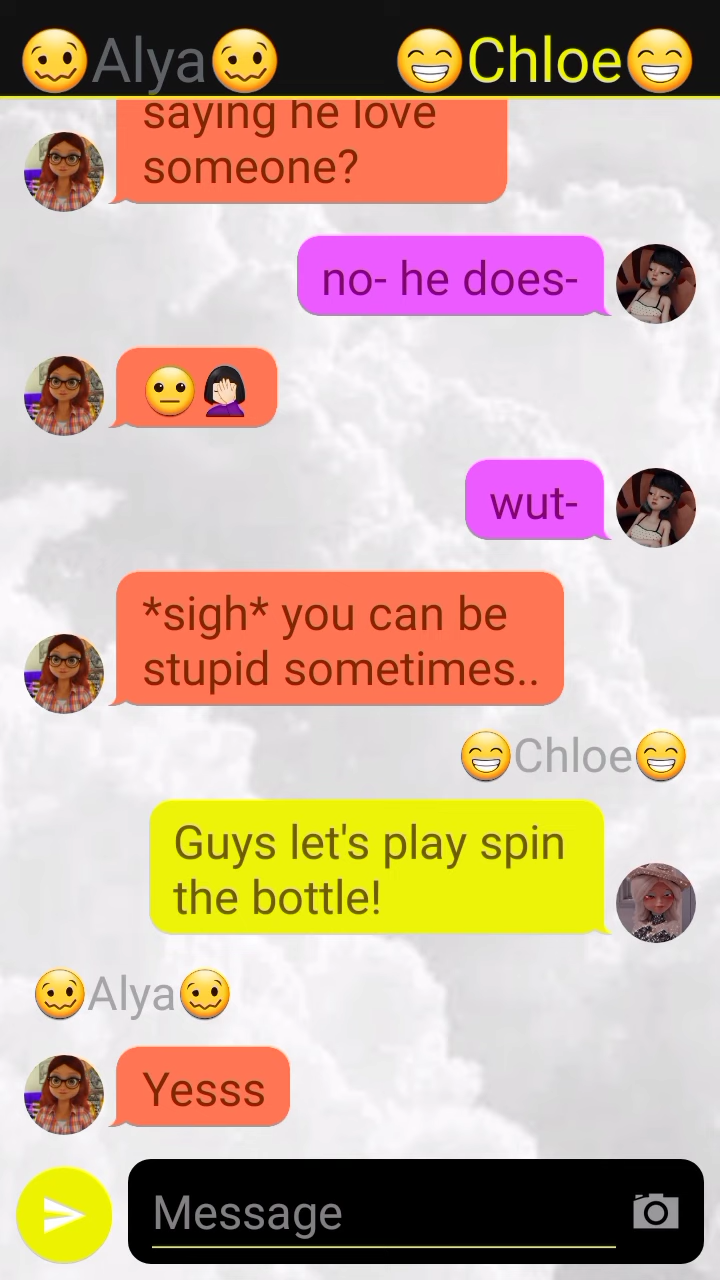 🥴Alya🥴 😁Chloe😁
saying he love
someone?
no- he does-
😐🤦🏻‍♀️
wut-
*sigh* you can be
stupid sometimes..
😁Chloe😁
Guys let's play spin
the bottle!
🥴Alya🥴
Yesss
Message